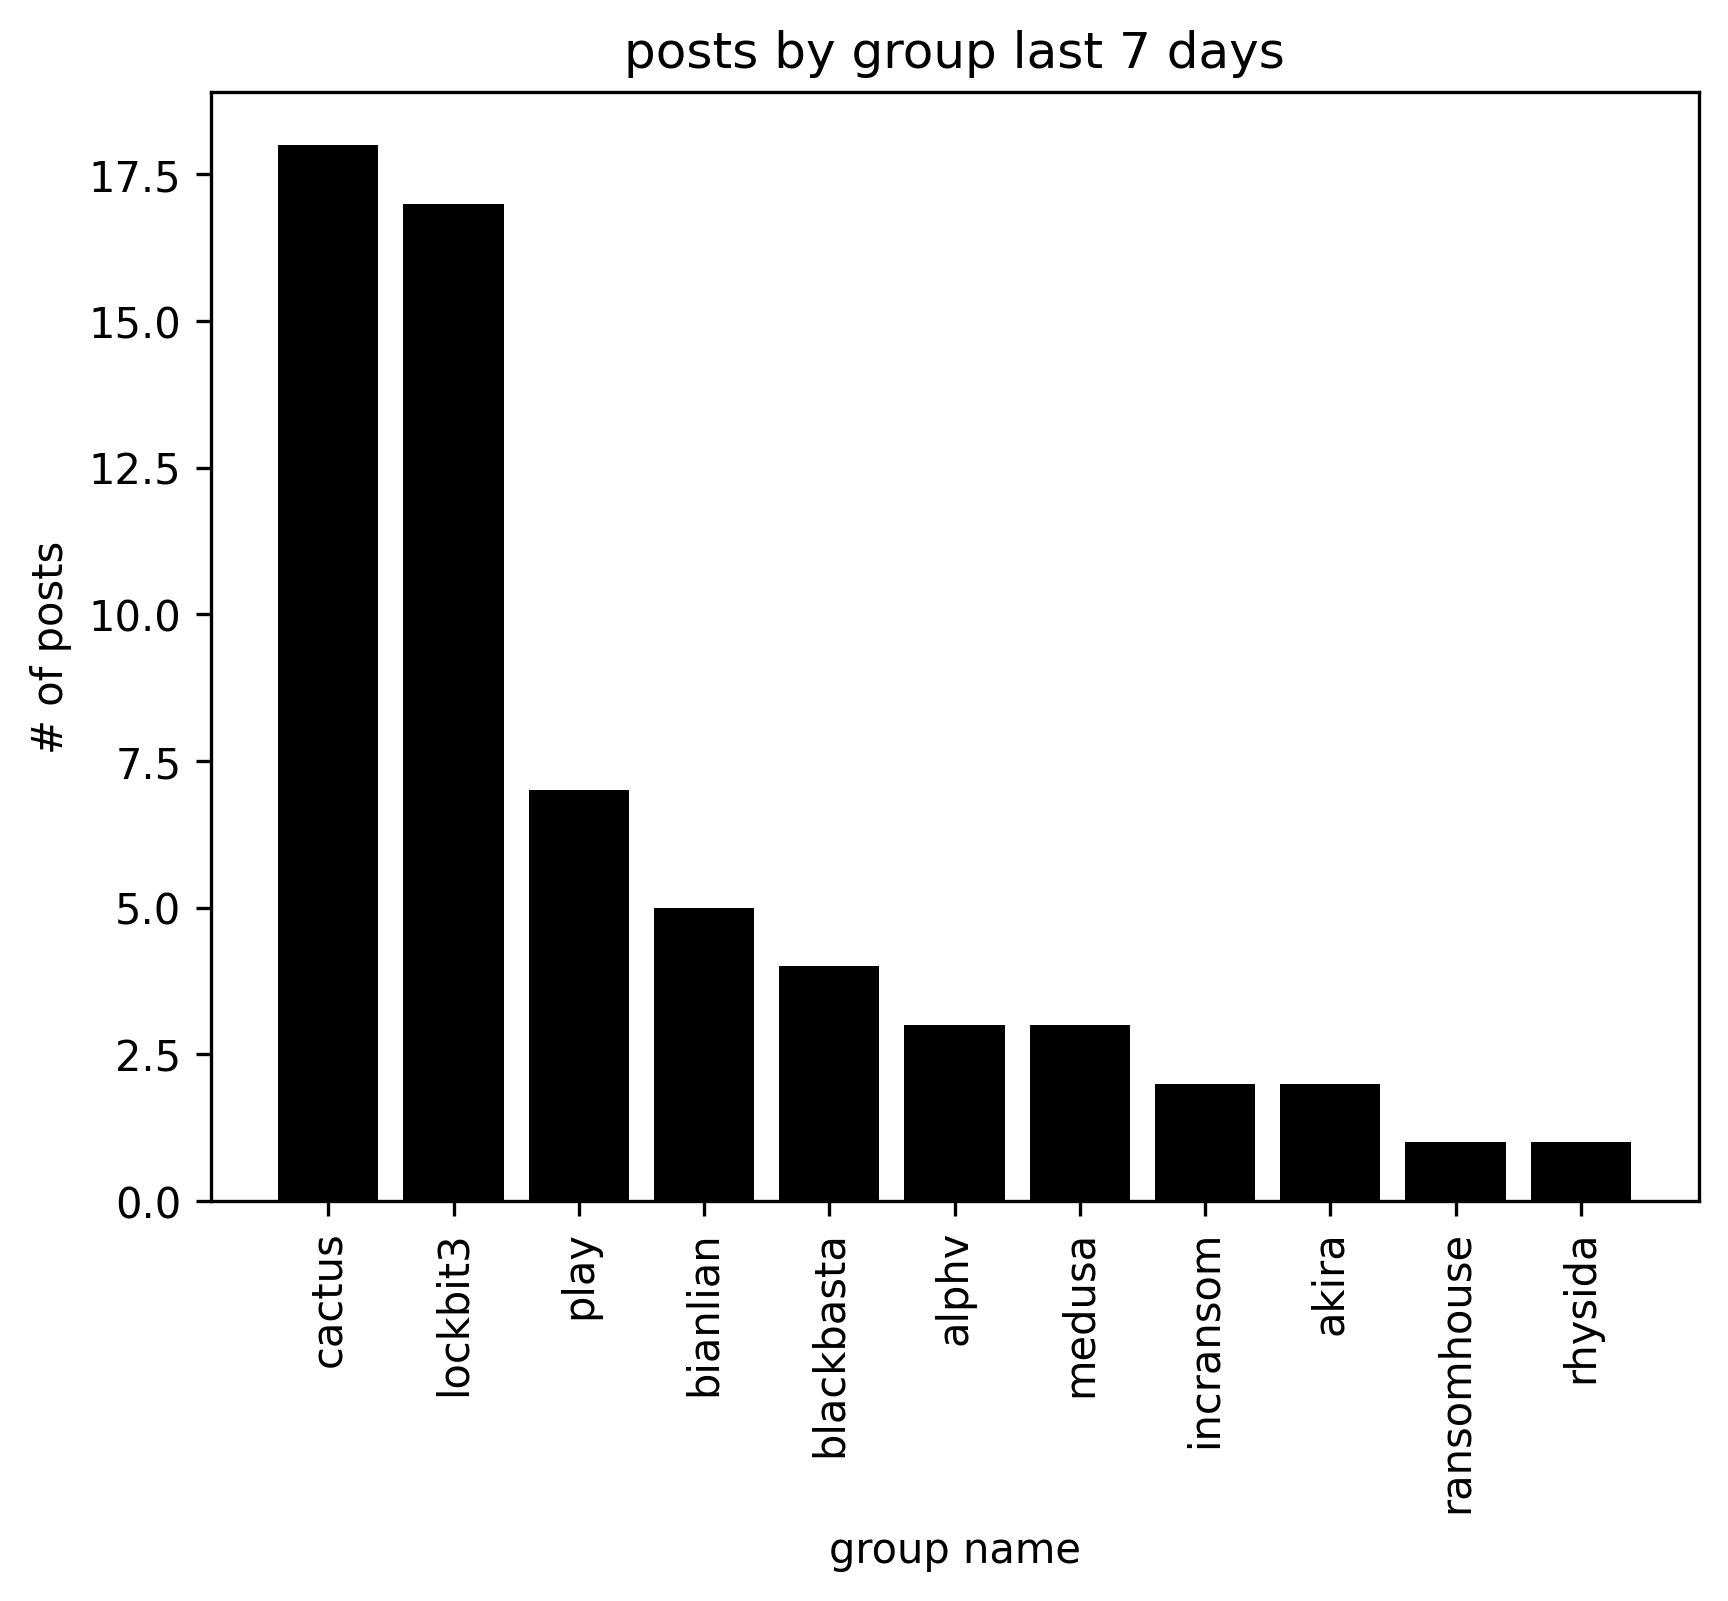 posts by group last 7 days
# of posts
17.5
15.0
12.5
10.0
7.5
5.0
2.5
0.0
cactus
lockbit3
play
bianlian
blackbasta
alphv
medusa
incransom
akira
ransomhouse
rhysida
group name